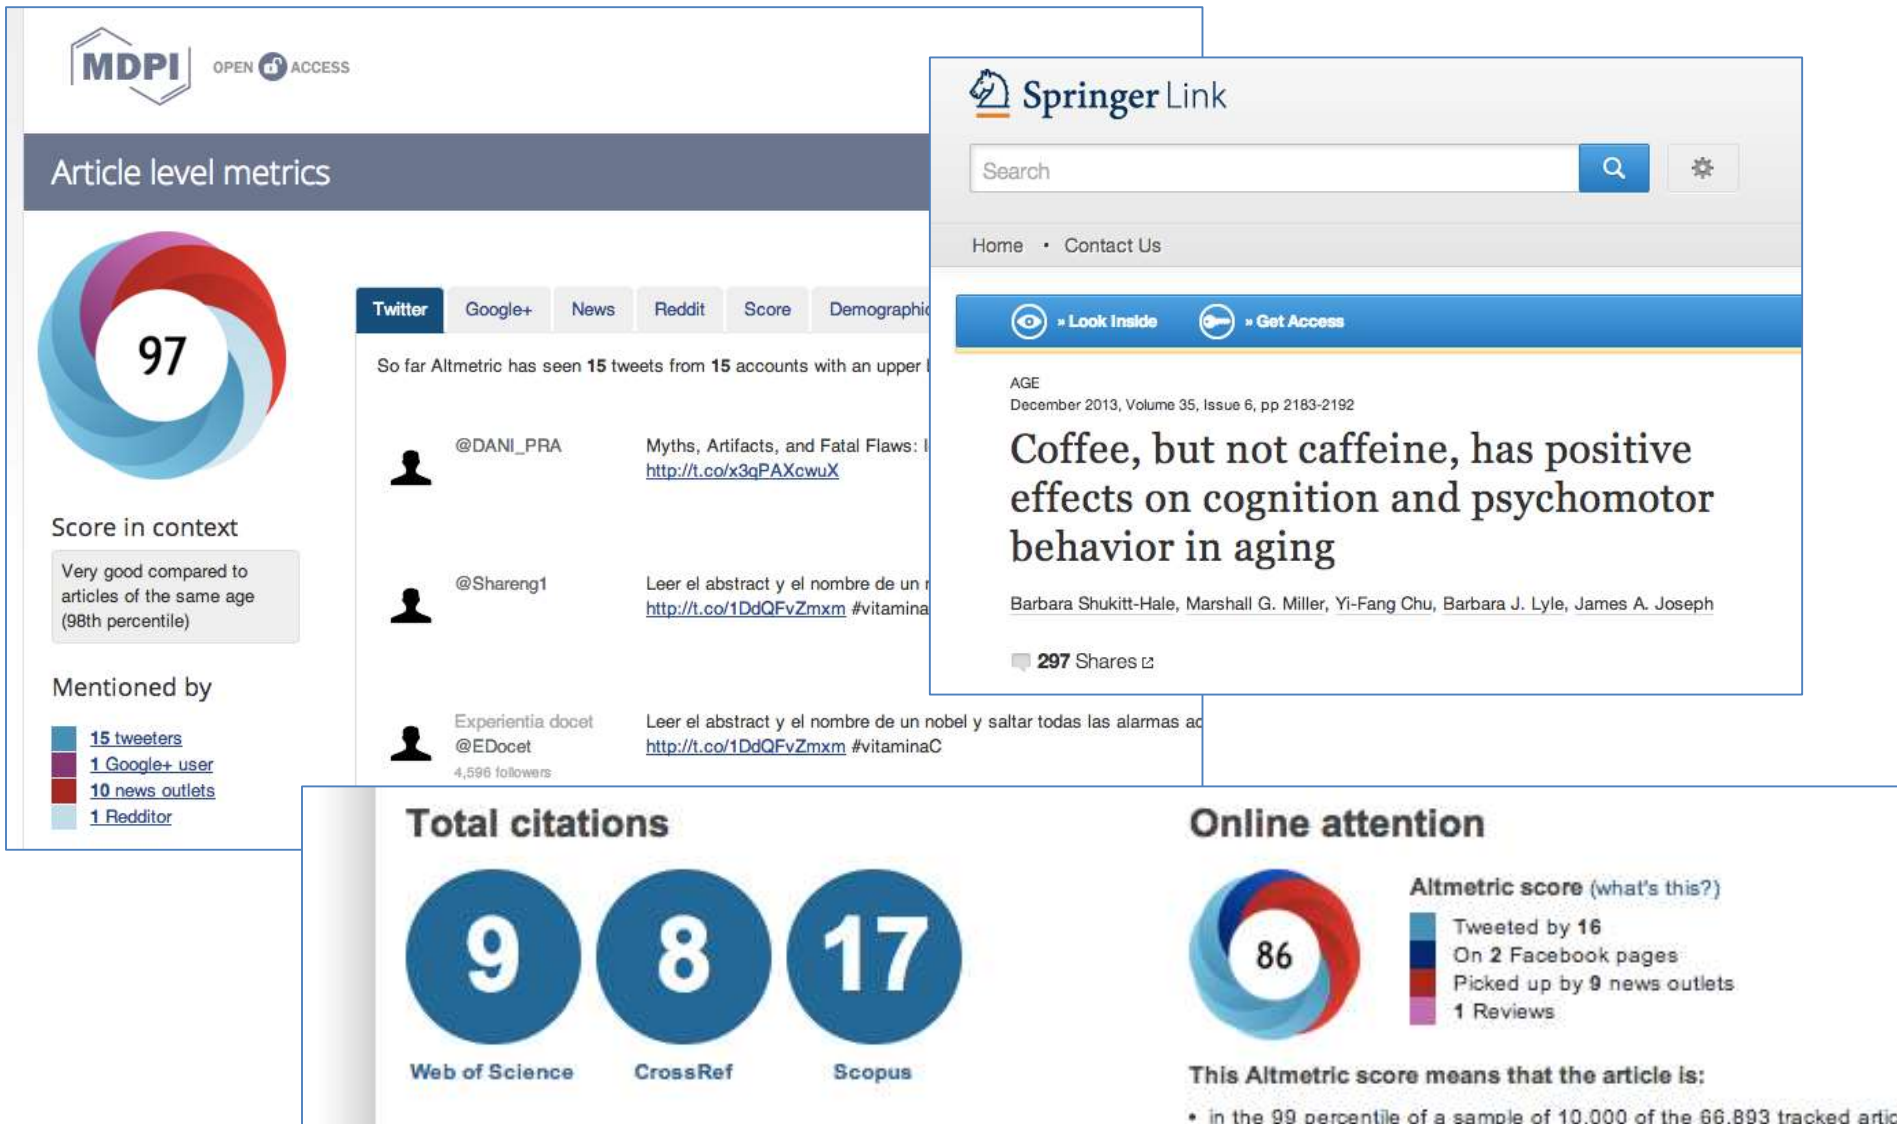 MDPI
OPEN ACCESS
Article level metrics
97
Score in context
Very good compared to
articles of the same age
(98th percentile)
Mentioned by
15 tweeters
1 Google+ user
10 news outlets
1 Redditor
Twitter Google+ News Reddit Score Demographic
So far Altmetric has seen 15 tweets from 15 accounts with an upper
@DANI_PRA Myths, Artifacts, and Fatal Flaws:
http://t.co/x3qPAXcwuX
@Shareng1 Leer el abstract y el nombre de un
http://t.co/1DdQFvZmxm #vitamina
Experientia docet Leer el abstract y el nombre de un nobel y saltar todas las alarmas
@EDocet http://t.co/1DdQFvZmxm #vitaminaC
4,596 followers
Springer Link
Search
Home • Contact Us
» Look Inside » Get Access
AGE
December 2013, Volume 35, Issue 6, pp 2183-2192
Coffee, but not caffeine, has positive
effects on cognition and psychomotor
behavior in aging
Barbara Shukitt-Hale, Marshall G. Miller, Yi-Fang Chu, Barbara J. Lyle, James A. Joseph
297 Shares
Total citations
9 8 17
Web of Science CrossRef Scopus
Online attention
86
Altmetric score (what's this?)
Tweeted by 16
On 2 Facebook pages
Picked up by 9 news outlets
1 Reviews
This Altmetric score means that the article is:
• in the 99 percentile of a sample of 10,000 of the 66,893 tracked